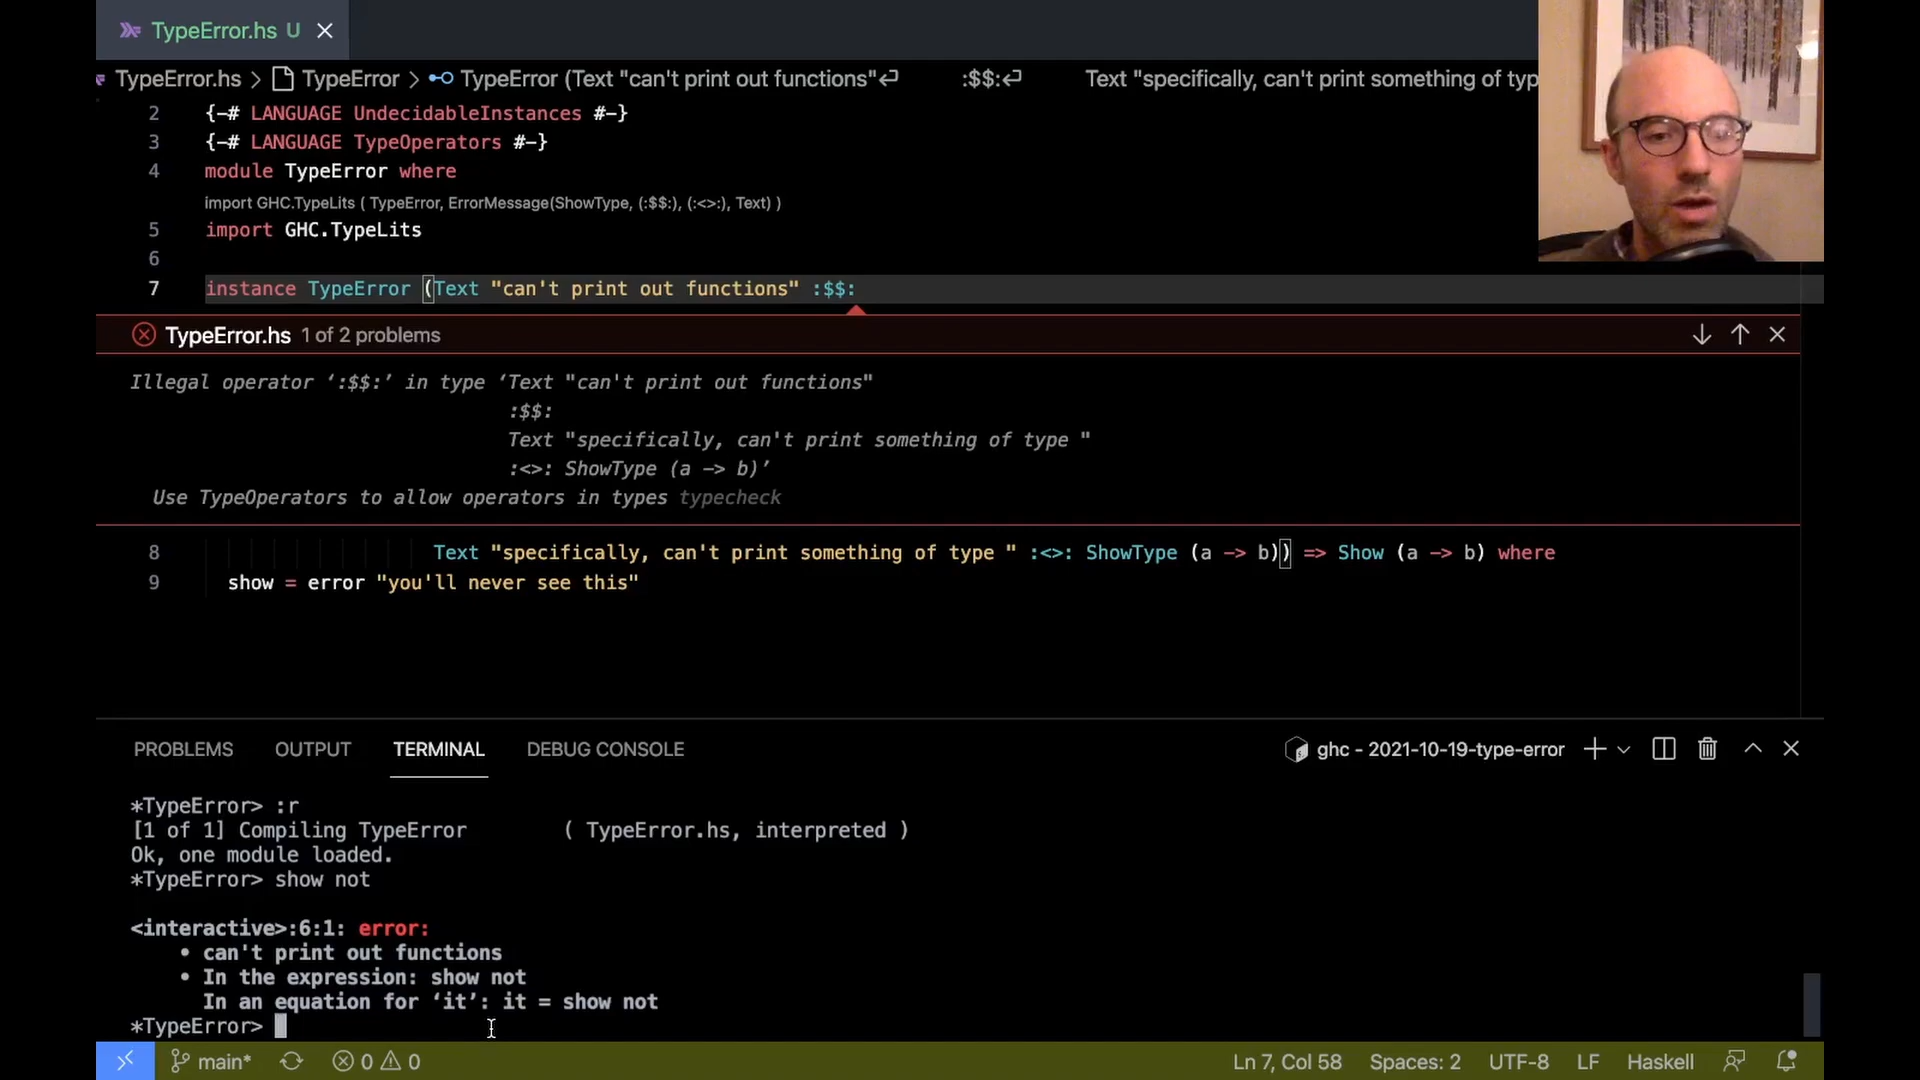 TypeError.hs U
TypeError.hs > TypeError > TypeError (Text "can't print out functions"↵ :$$:↵ Text "specifically, can't print something of typ
2 {-# LANGUAGE UndecidableInstances #-}
3 {-# LANGUAGE TypeOperators #-}
4 module TypeError where
import GHC.TypeLits ( TypeError, ErrorMessage(ShowType, (:$$:), (:<>:), Text) )
5 import GHC.TypeLits
6
7 instance TypeError (Text "can't print out functions" :$$:
TypeError.hs 1 of 2 problems
Illegal operator ‘:$$:’ in type ‘Text "can't print out functions"
:$$:
Text "specifically, can't print something of type "
:<>: ShowType (a -> b)’
Use TypeOperators to allow operators in types typecheck
8 Text "specifically, can't print something of type " :<>: ShowType (a -> b)) => Show (a -> b) where
9 show = error "you'll never see this"
PROBLEMS OUTPUT TERMINAL DEBUG CONSOLE ghc - 2021-10-19-type-error
*TypeError> :r
[1 of 1] Compiling TypeError ( TypeError.hs, interpreted )
Ok, one module loaded.
*TypeError> show not
<interactive>:6:1: error:
• can't print out functions
• In the expression: show not
In an equation for ‘it’: it = show not
*TypeError>
main* 0 0 Ln 7, Col 58 Spaces: 2 UTF-8 LF Haskell